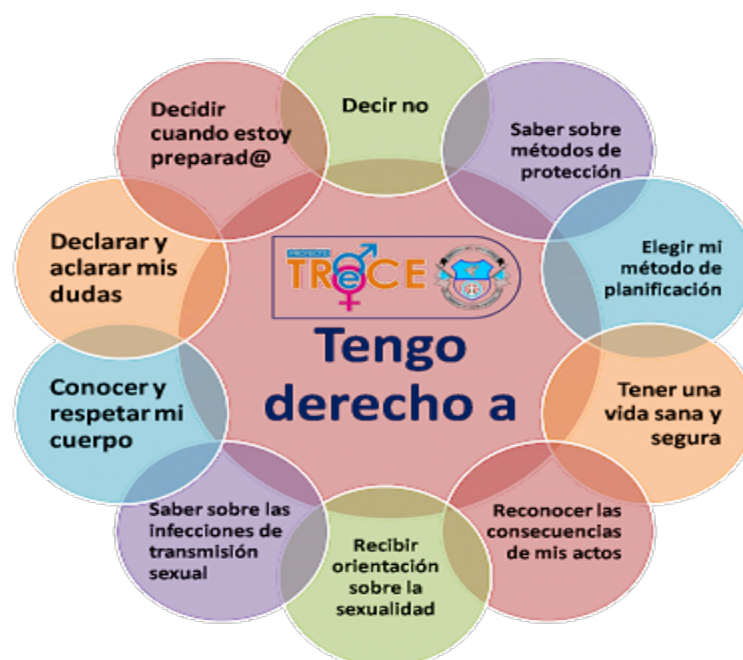 Decir no
Saber sobre
métodos de
protección
Elegir mi
método de
planificación
Tener una
vida sana y
segura
Reconocer las
consecuencias
de mis actos
Recibir
orientación
sobre la
sexualidad
Saber sobre las
infecciones de
transmisión
sexual
Conocer y
respetar mi
cuerpo
Declarar y
aclarar mis
dudas
Decidir
cuando estoy
preparad@
PROYECTO
TReCE
Tengo
derecho a